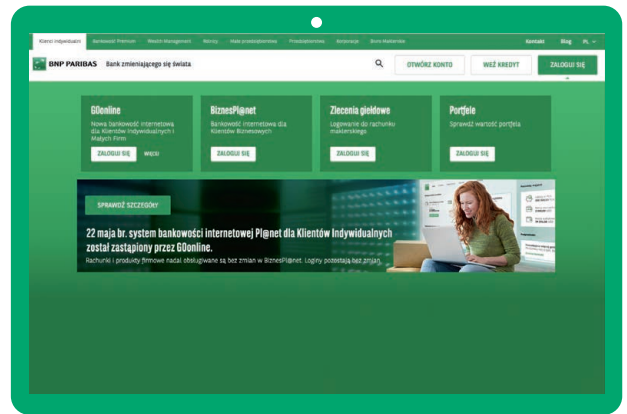 Klienci Indywidualni Bankowość Premium Wealth Management Rolnicy Małe przedsiębiorstwa Przedsiębiorstwa Korporacje Biuro Maklerskie Kontakt Blog PL
BNP PARIBAS Bank zmieniającego się świata OTWÓRZ KONTO WEŹ KREDYT ZALOGUJ SIĘ
GOonline
Nowa bankowość internetowa
dla Klientów Indywidualnych i
Małych Firm
ZALOGUJ SIĘ WIĘCEJ
BiznesPl@net
Bankowość internetowa dla
Klientów Biznesowych
ZALOGUJ SIĘ
Zlecenia giełdowe
Logowanie do rachunku
maklerskiego
ZALOGUJ SIĘ
Portfele
Sprawdź wartość portfela
ZALOGUJ SIĘ
SPRAWDŹ SZCZEGÓŁY
22 maja br. system bankowości internetowej Pl@net dla Klientów Indywidualnych
został zastąpiony przez GOonline.
Rachunki i produkty firmowe nadal obsługiwane są bez zmian w BiznesPl@net. Loginy pozostają bez zmian.